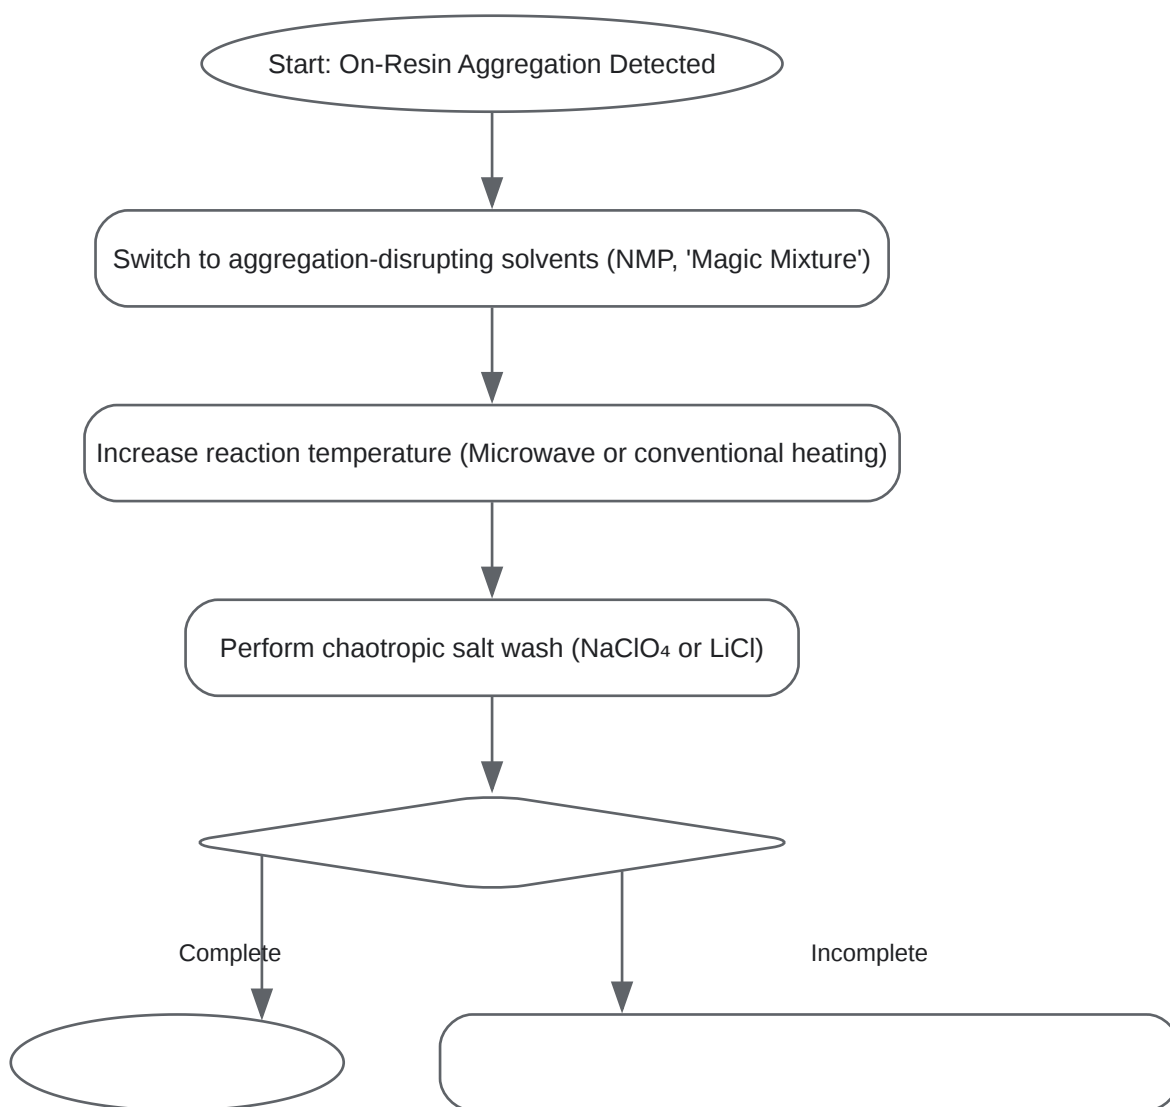 Start: On-Resin Aggregation Detected
Switch to aggregation-disrupting solvents (NMP, 'Magic Mixture')
Increase reaction temperature (Microwave or conventional heating)
Perform chaotropic salt wash (NaClO₄ or LiCl)
Complete
Incomplete